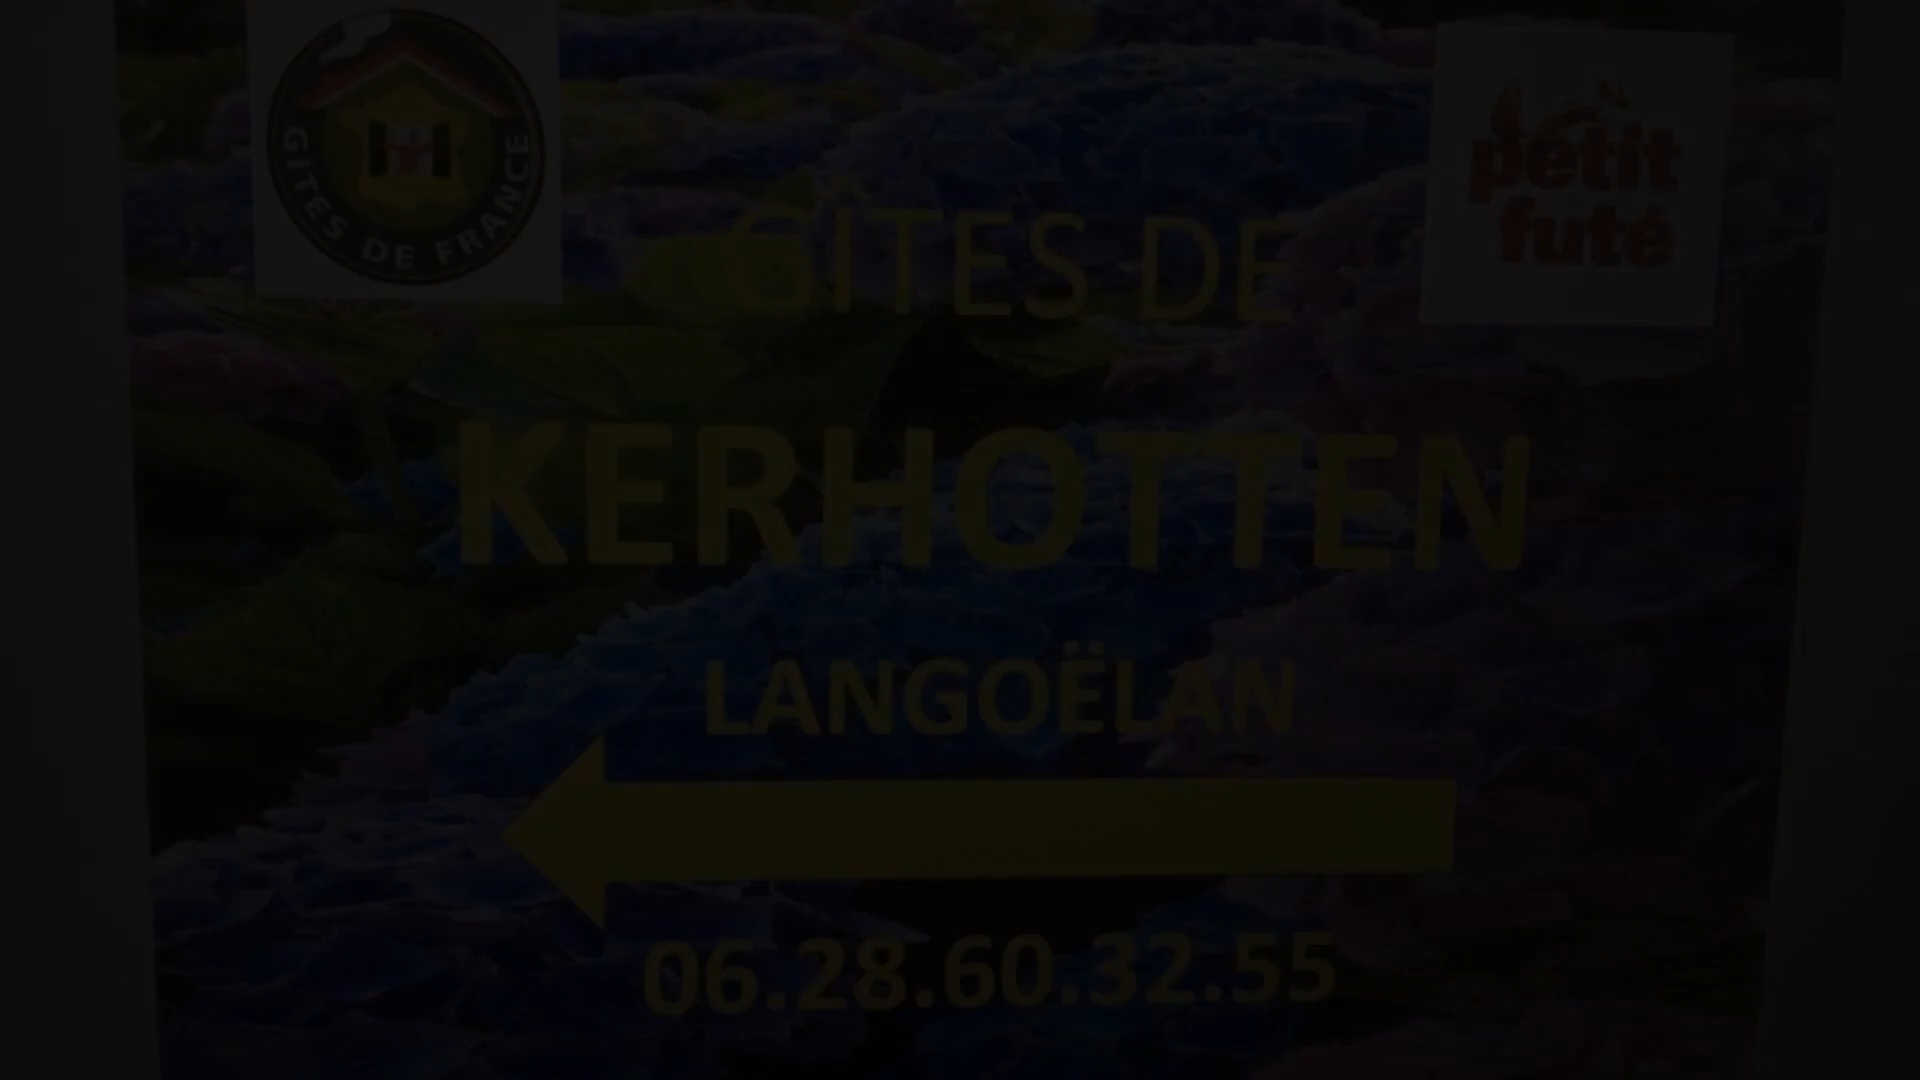 GÎTES DE FRANCE
petit
futé
GÎTES DE
KERHOTTEN
LANGOËLAN
06.28.60.32.55